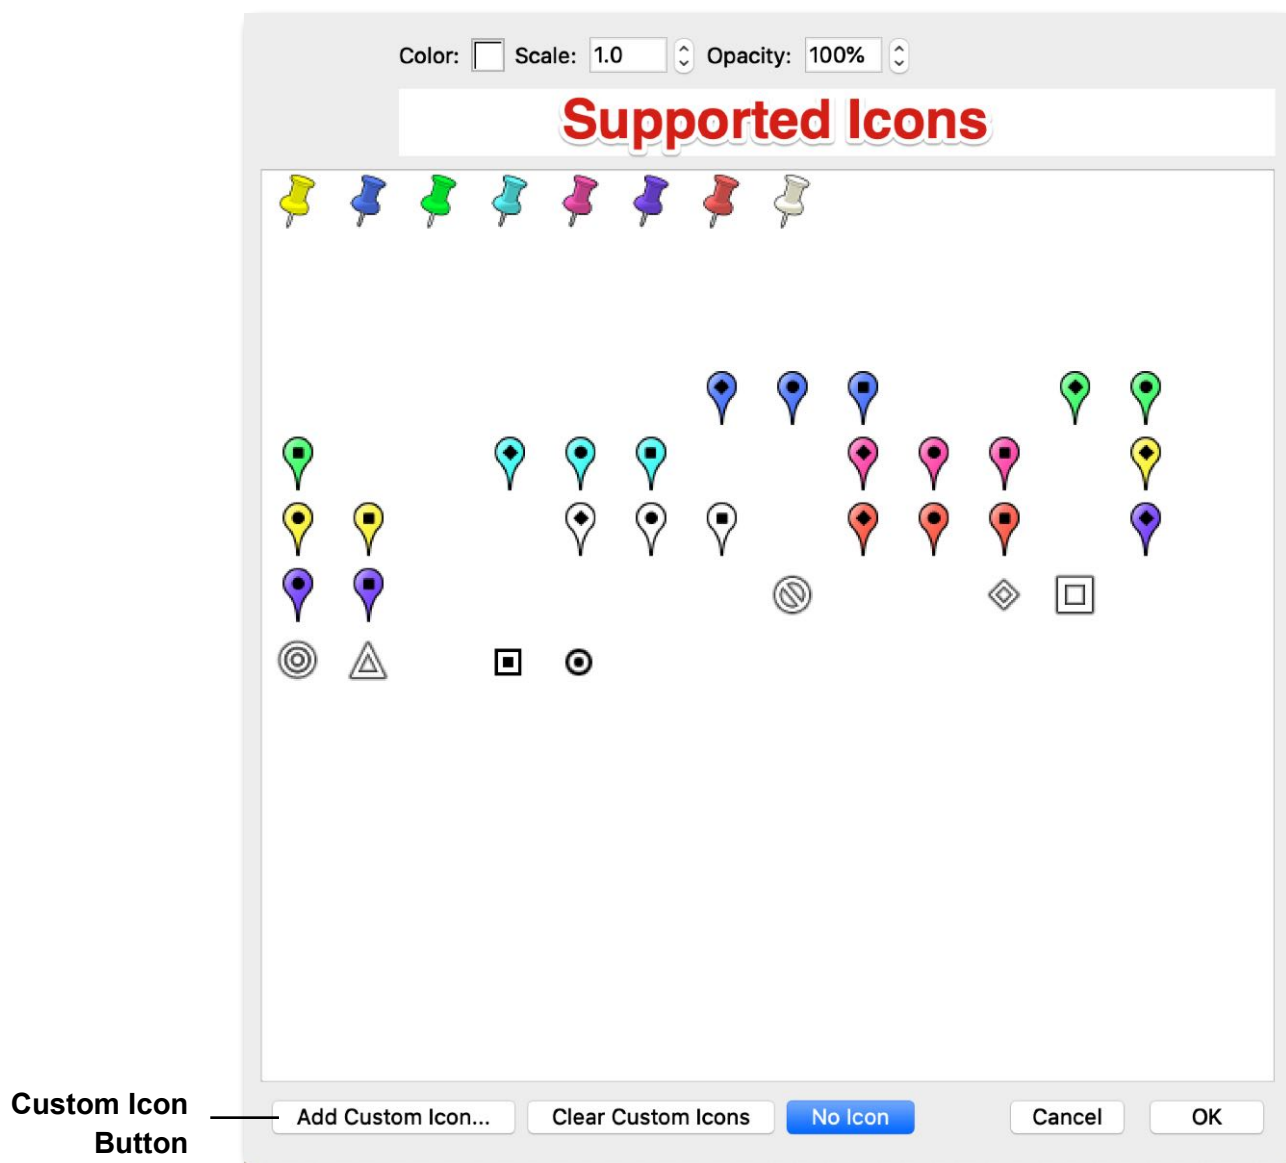 Color: Scale: 1.0 Opacity: 100%
Supported Icons
Custom Icon
Button
Add Custom Icon... Clear Custom Icons No Icon Cancel OK